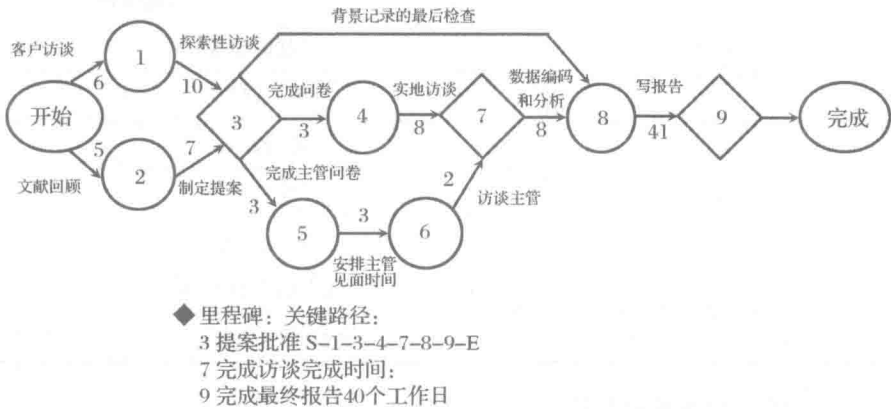 背景记录的最后检查
客户访谈
1
探索性访谈
6
10
完成问卷
实地访谈
数据编码
和分析
写报告
开始
3
3
4
8
7
8
8
41
9
完成
5
7
2
文献回顾
制定提案
完成主管问卷
3
5
3
6
2
访谈主管
安排主管
见面时间
◆里程碑：关键路径：
3 提案批准 S-1-3-4-7-8-9-E
7 完成访谈完成时间：
9 完成最终报告40个工作日